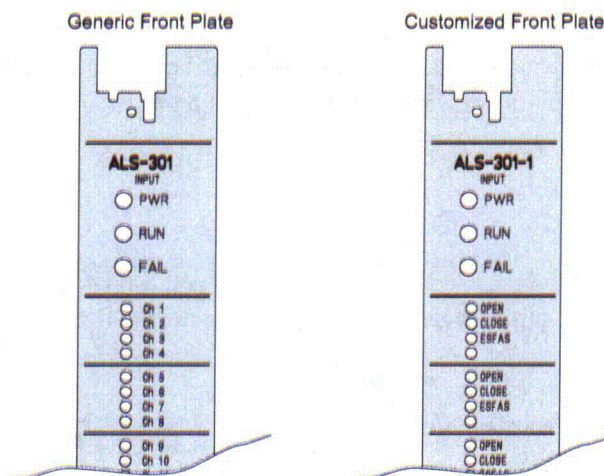 Generic Front Plate
ALS-301
INPUT
PWR
RUN
FAIL
Ch 1
Ch 2
Ch 3
Ch 4
Ch 5
Ch 6
Ch 7
Ch 8
Ch 9
Ch 10
Customized Front Plate
ALS-301-1
INPUT
PWR
RUN
FAIL
OPEN
CLOSE
ESFAS
OPEN
CLOSE
ESFAS
OPEN
CLOSE